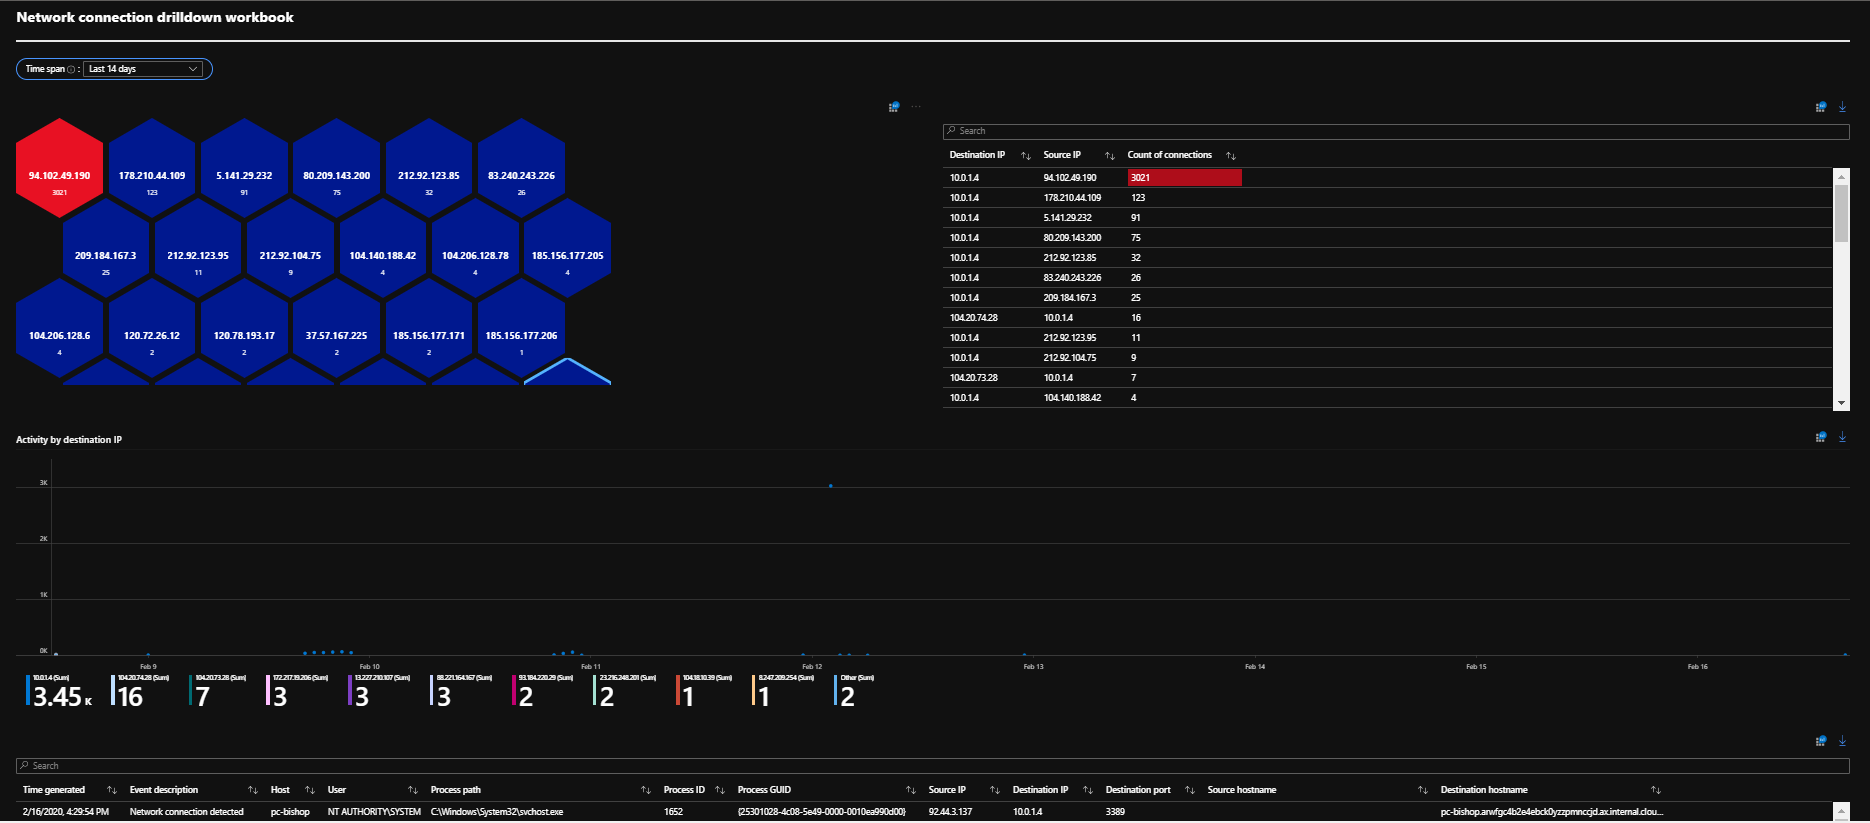 Network connection drilldown workbook
Time span : Last 14 days
94.102.49.190 178.210.44.109 5.141.29.232 80.209.143.200 212.92.123.85 83.240.243.226
3021 123 91 75 32 26
209.184.167.3 212.92.123.95 212.92.104.75 104.140.188.42 104.206.128.78 185.156.177.205
25 11 9 4 4 4
104.206.128.6 120.72.26.12 120.78.193.17 37.57.167.225 185.156.177.171 185.156.177.206
4 2 2 2 2 1
Search
Destination IP Source IP Count of connections
10.0.1.4 94.102.49.190 3021
10.0.1.4 178.210.44.109 123
10.0.1.4 5.141.29.232 91
10.0.1.4 80.209.143.200 75
10.0.1.4 212.92.123.85 32
10.0.1.4 83.240.243.226 26
10.0.1.4 209.184.167.3 25
104.20.74.28 10.0.1.4 16
10.0.1.4 212.92.123.95 11
10.0.1.4 212.92.104.75 9
104.20.73.28 10.0.1.4 7
10.0.1.4 104.140.188.42 4
Activity by destination IP
3K
2K
1K
0K
Feb 9 Feb 10 Feb 11 Feb 12 Feb 13 Feb 14 Feb 15 Feb 16
10.0.1.4 (Sum) 104.20.74.28 (Sum) 104.20.73.28 (Sum) 172.217.19.206 (Sum) 13.227.210.107 (Sum) 88.221.164.167 (Sum) 93.184.220.29 (Sum) 23.216.248.201 (Sum) 104.18.10.39 (Sum) 8.247.209.254 (Sum) Other (Sum)
3.45 K 16 7 3 3 3 2 2 1 1 2
Search
Time generated Event description Host User Process path Process ID Process GUID Source IP Destination IP Destination port Source hostname Destination hostname
2/16/2020, 4:29:54 PM Network connection detected pc-bishop NT AUTHORITY\SYSTEM C:\Windows\System32\svchost.exe 1652 {25301028-4c08-5e49-0000-0010ea990d00} 92.44.3.137 10.0.1.4 3389 pc-bishop.arwfgc4b2e4ebck0yzzpmnccjd.ax.internal.clou...